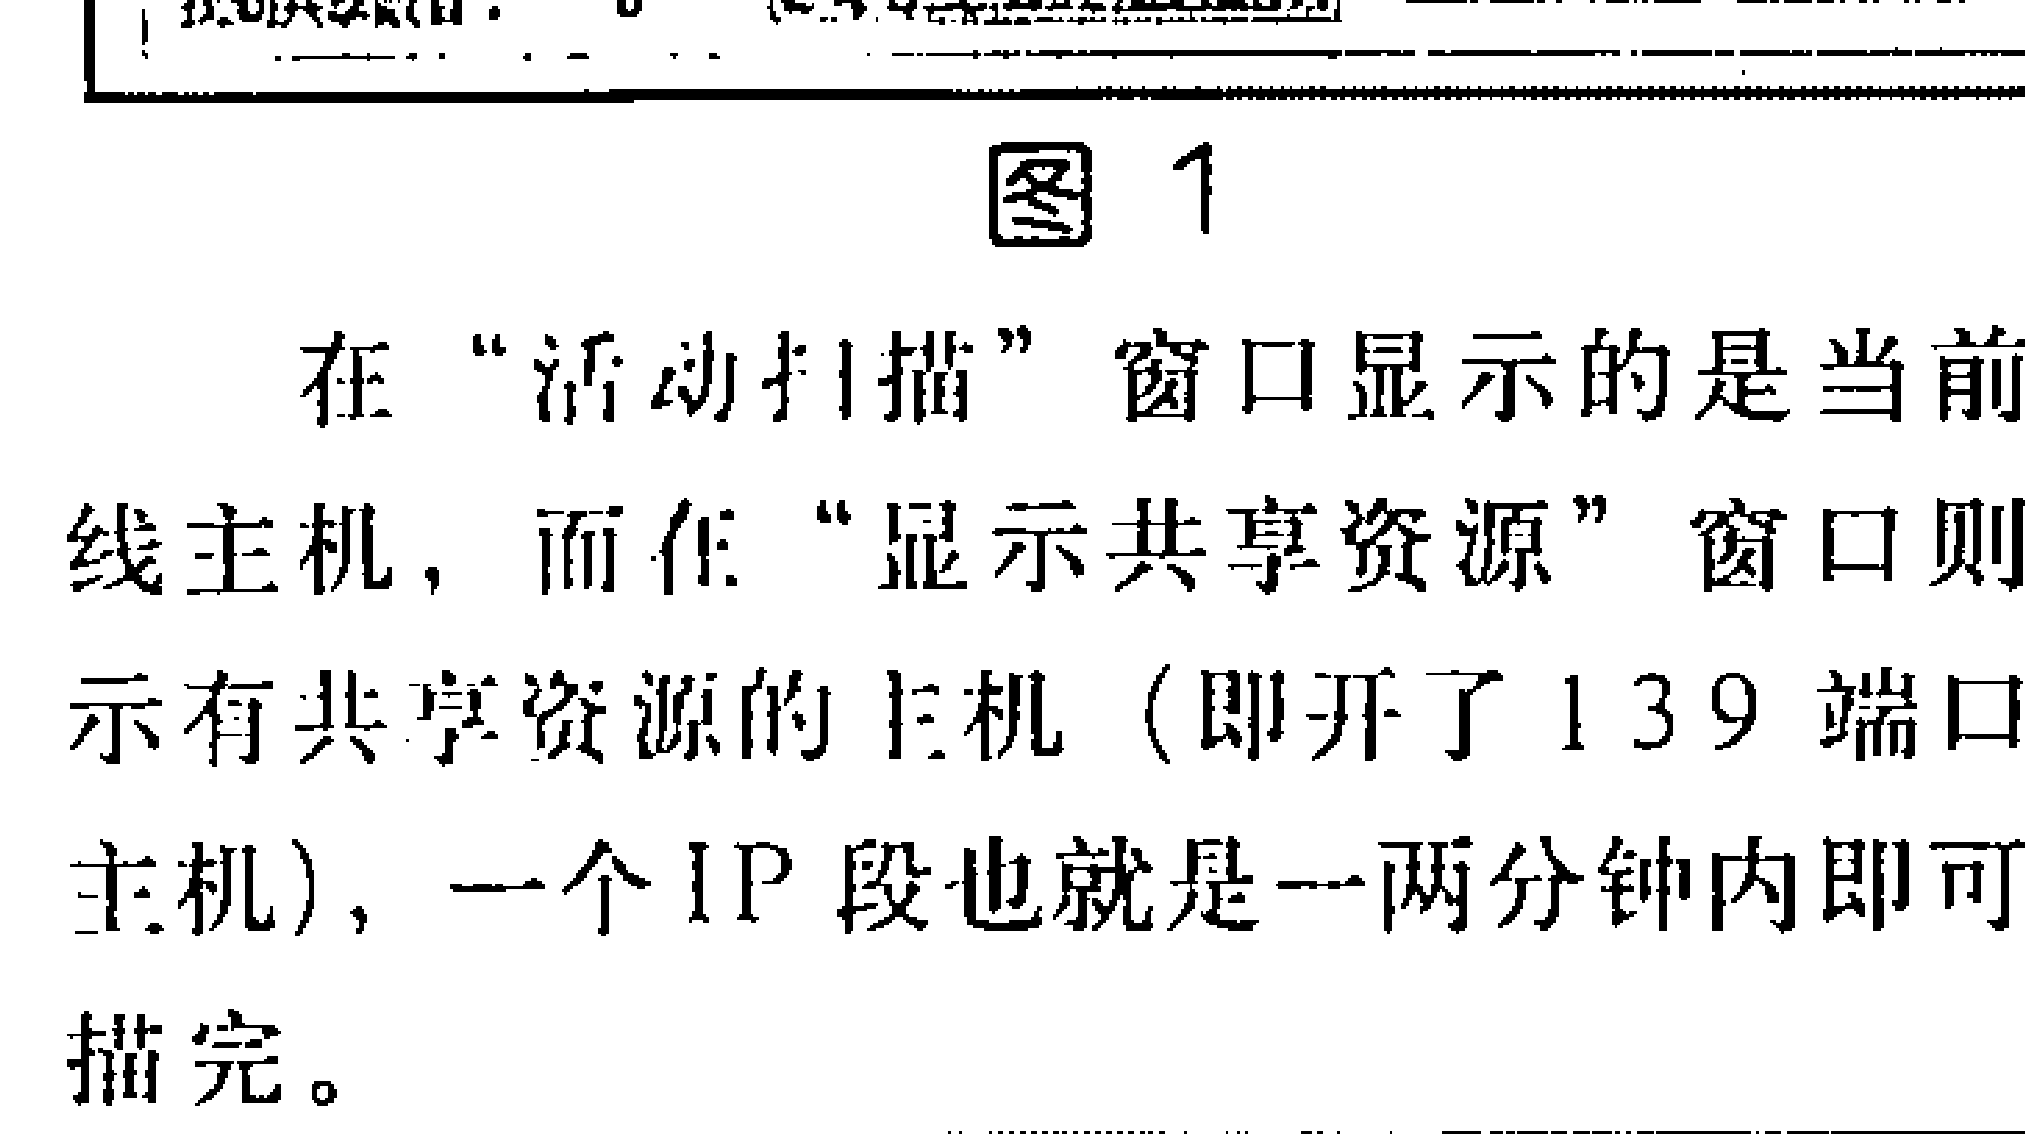 图 1
在“活动扫描”窗口显示的是当前
线主机，而在“显示共享资源”窗口则
示有共享资源的主机（即开了139端口
主机），一个IP段也就是一两分钟内即可
描完。